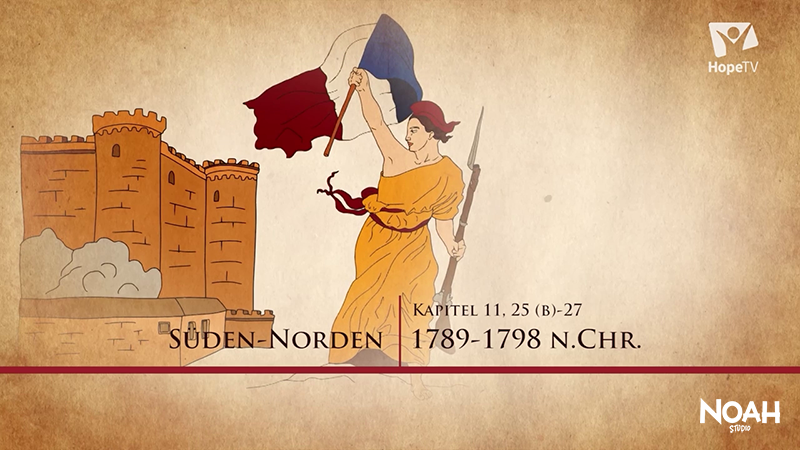 HopeTV
KAPITEL 11, 25 (B)-27
SÜDEN-NORDEN
1789-1798 N.CHR.
NOAH
STUDIO